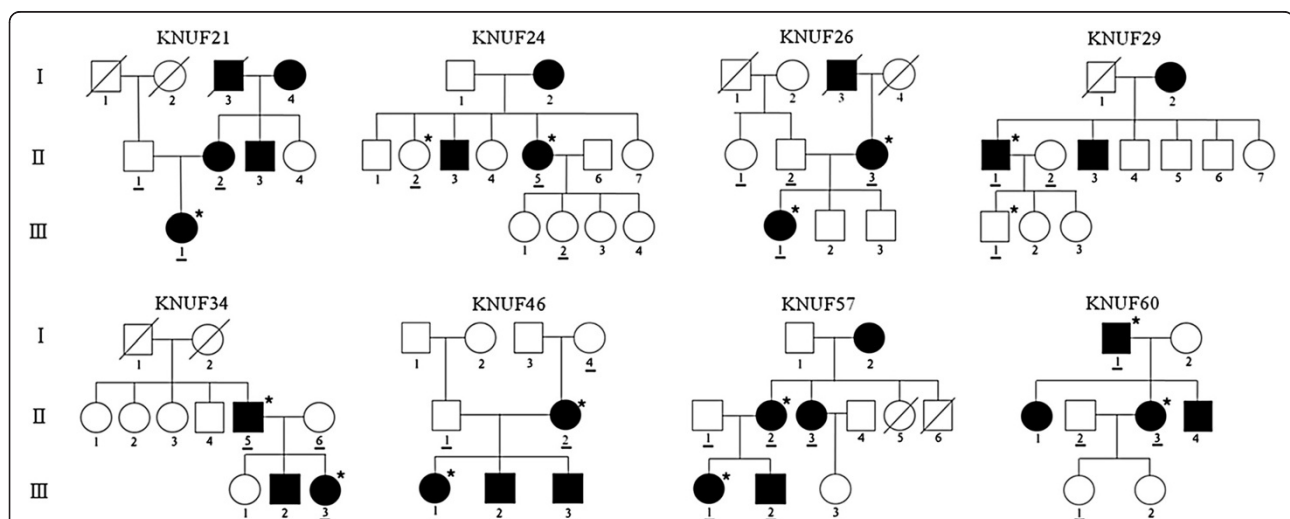 KNUF21 KNUF24 KNUF26 KNUF29
I
1 2 3 4 1 2 1 2 3 4 1 2
II
1 2 3 4 1 2 * 3 4 5 * 6 7 1 2 3 * 1 * 2 3 4 5 6 7
III
1 * 1 2 3 4 1 * 2 3 1 * 2 3
KNUF34 KNUF46 KNUF57 KNUF60
I
1 2 1 2 3 4 1 2 1 * 2
II
1 2 3 4 5 * 6 1 2 * 1 2 * 3 4 5 6 1 2 3 * 4
III
1 2 3 * 1 * 2 3 1 * 2 3 1 2